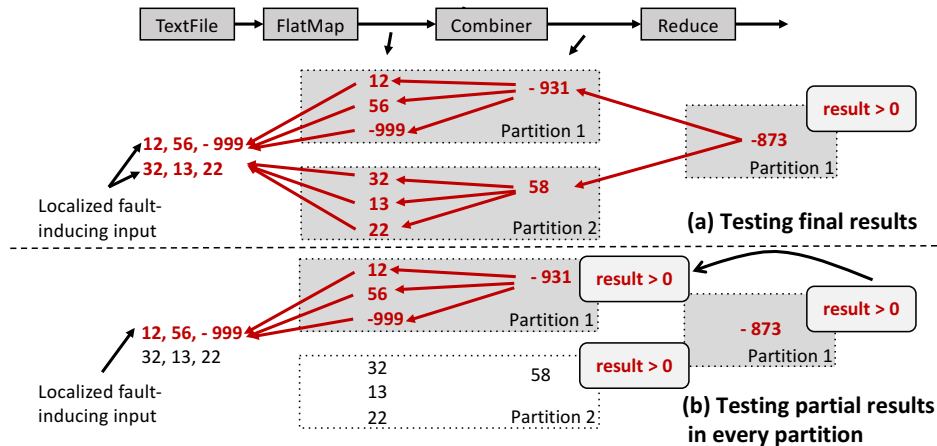 TextFile FlatMap Combiner Reduce
12
56
-999
- 931
Partition 1
12, 56, - 999
32, 13, 22
Localized fault-
inducing input
32
13
22
58
Partition 2
result > 0
-873
Partition 1
(a) Testing final results
12
56
-999
- 931
result > 0
Partition 1
12, 56, - 999
32, 13, 22
Localized fault-
inducing input
32
13
22
58
result > 0
Partition 2
result > 0
- 873
Partition 1
(b) Testing partial results
in every partition